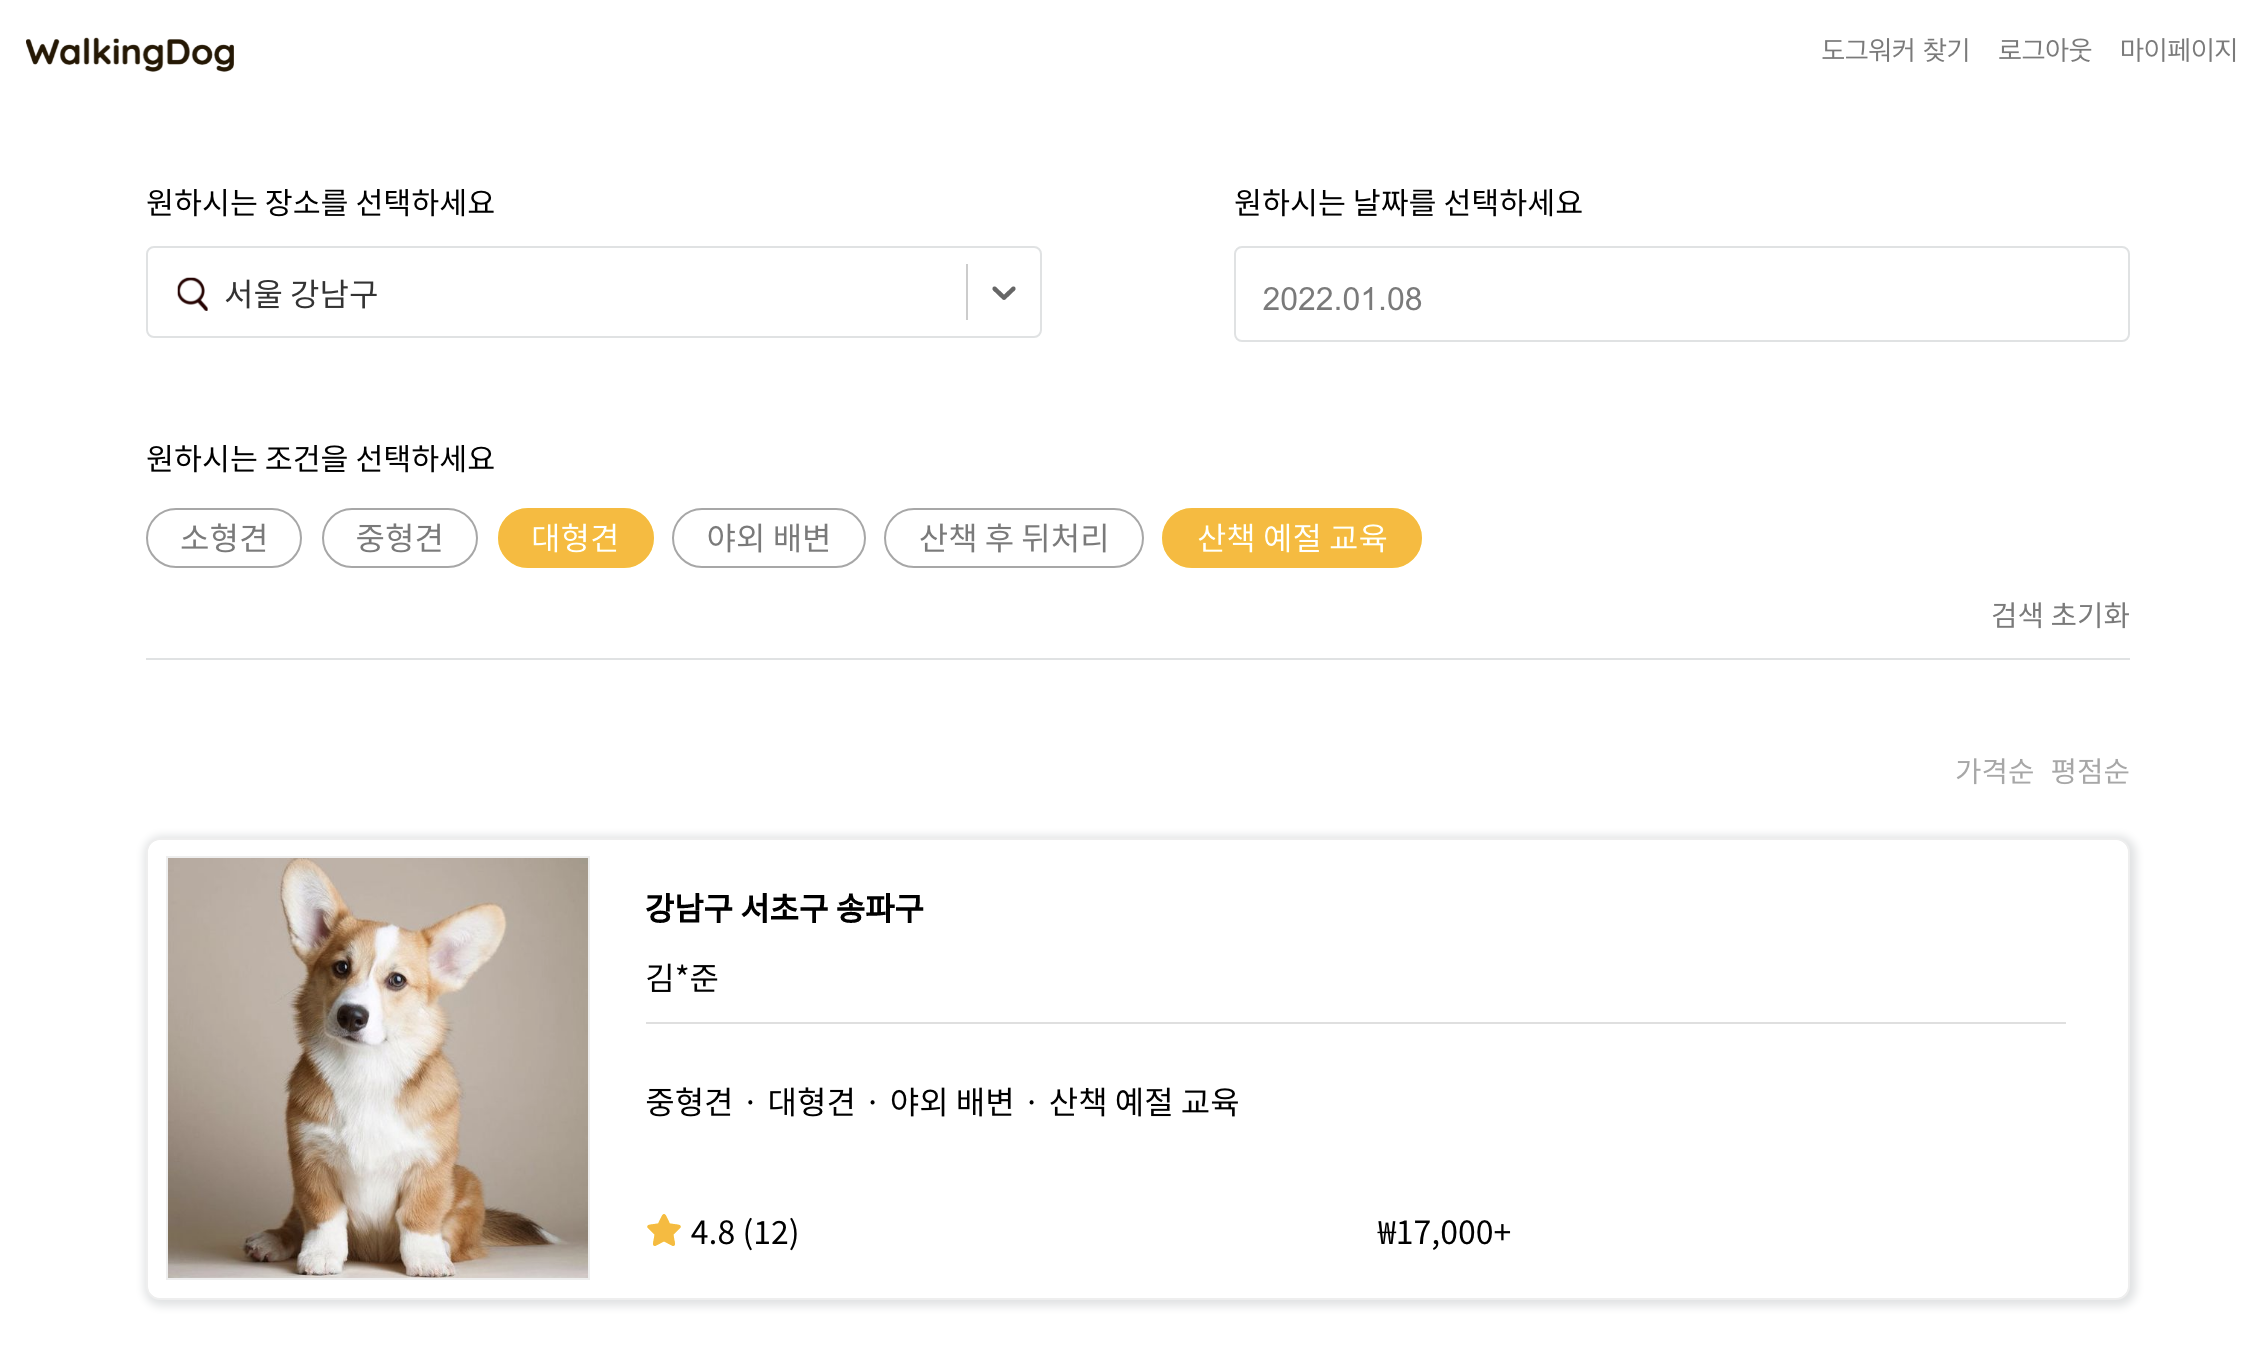 WalkingDog
도그워커 찾기 로그아웃 마이페이지
원하시는 장소를 선택하세요
서울 강남구
원하시는 날짜를 선택하세요
2022.01.08
원하시는 조건을 선택하세요
소형견 중형견 대형견 야외 배변 산책 후 뒤처리 산책 예절 교육
검색 초기화
가격순 평점순
강남구 서초구 송파구
김*준
중형견 · 대형견 · 야외 배변 · 산책 예절 교육
4.8 (12) ₩17,000+